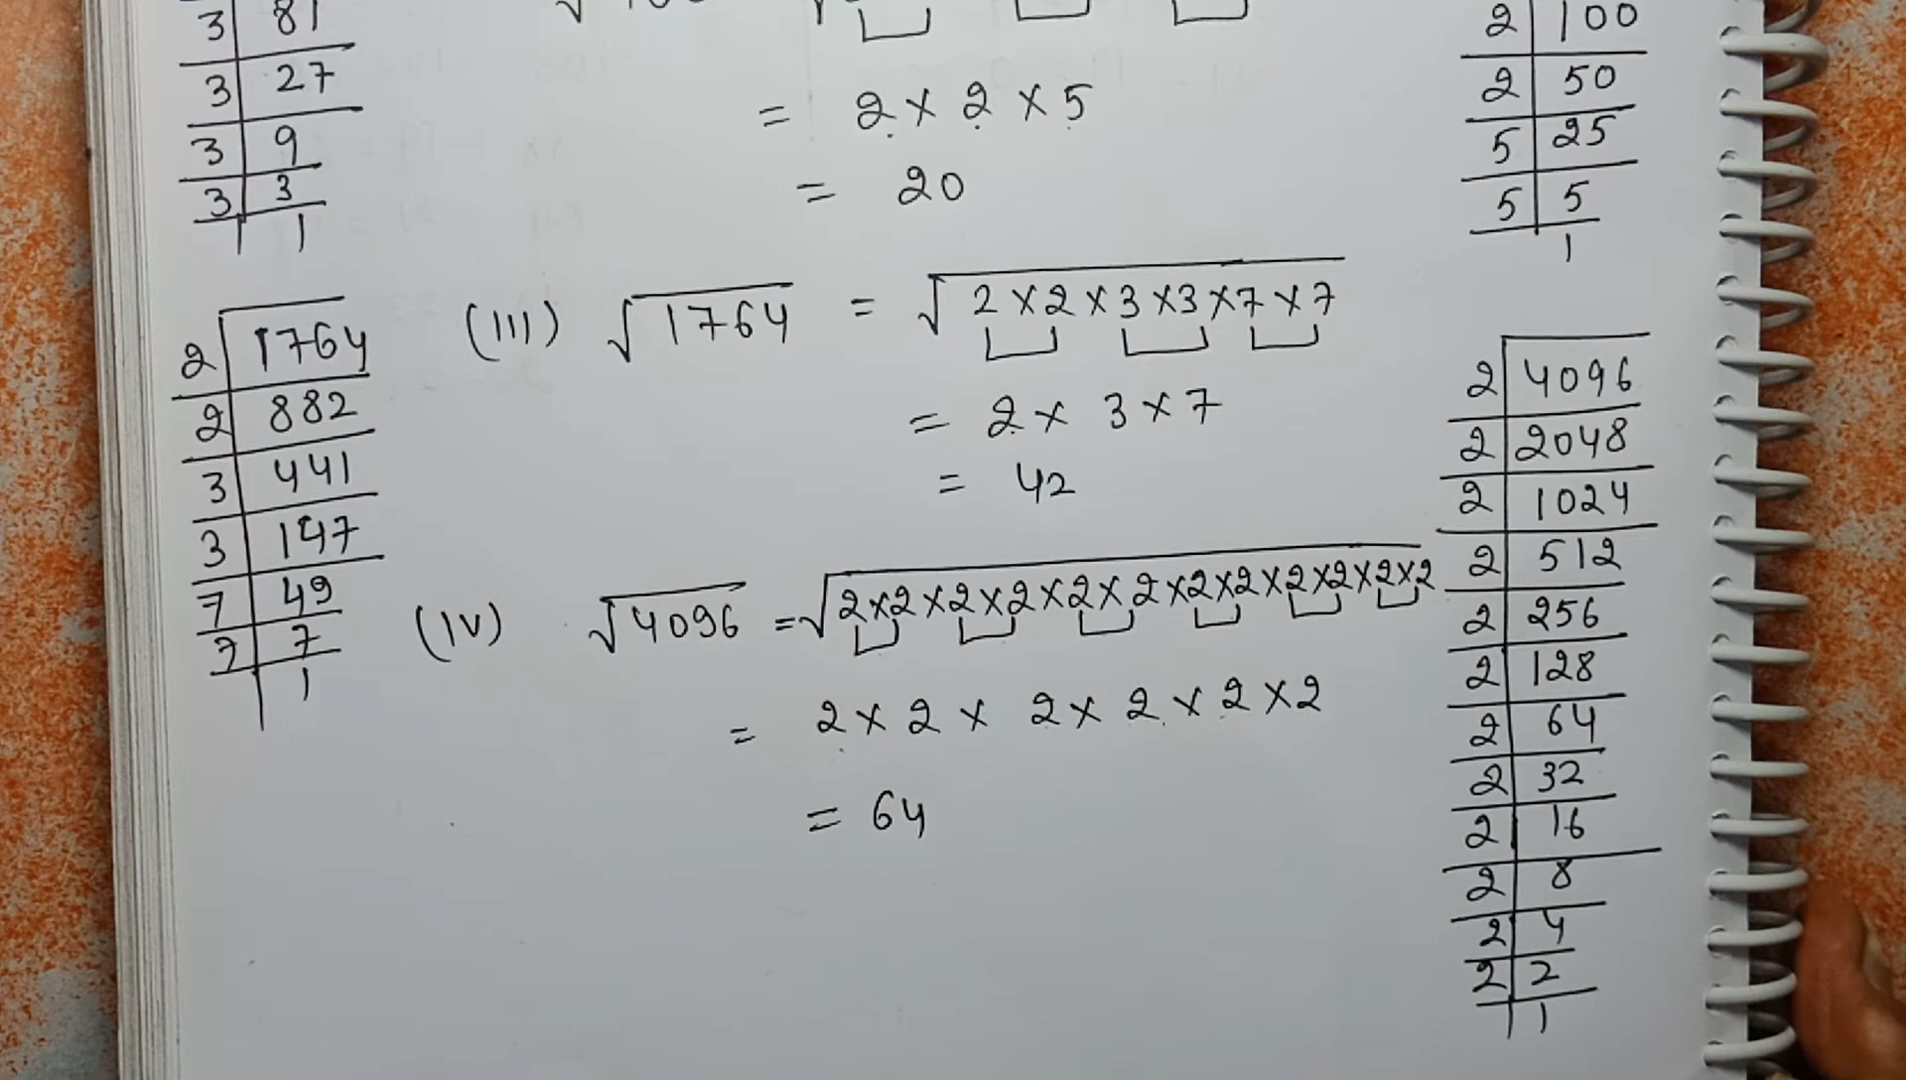 3 | 81
3 | 27
3 | 9
3 | 3
1
= 2 × 2 × 5
= 20
2 | 100
2 | 50
5 | 25
5 | 5
1
2 | 1764
2 | 882
3 | 441
3 | 147
7 | 49
7 | 7
1
(III) √1764 = √2×2×3×3×7×7
= 2 × 3 × 7
= 42
(IV) √4096 = √2×2×2×2×2×2×2×2×2×2×2×2
= 2 × 2 × 2 × 2 × 2 × 2
= 64
2 | 4096
2 | 2048
2 | 1024
2 | 512
2 | 256
2 | 128
2 | 64
2 | 32
2 | 16
2 | 8
2 | 4
2 | 2
1